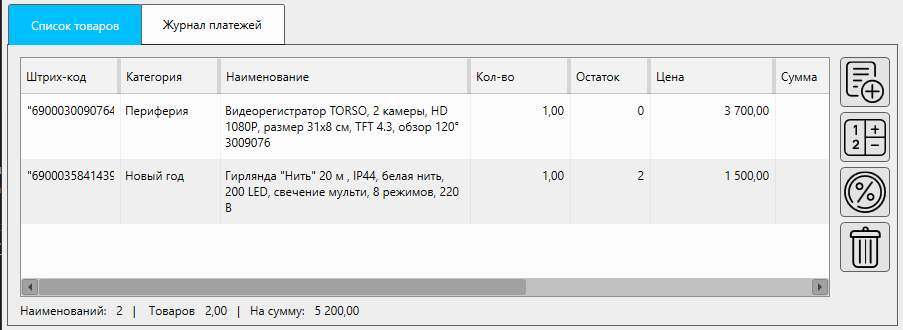 Список товаров Журнал платежей
Штрих-код Категория Наименование Кол-во Остаток Цена Сумма
"6900030090764 Периферия Видеорегистратор TORSO, 2 камеры, HD 1,00 0 3 700,00
1080P, размер 31x8 см, TFT 4.3, обзор 120°
3009076
"6900035841439 Новый год Гирлянда "Нить" 20 м , IP44, белая нить, 1,00 2 1 500,00
200 LED, свечение мульти, 8 режимов, 220
В
1 +
2 −
%
Наименований: 2 | Товаров 2,00 | На сумму: 5 200,00